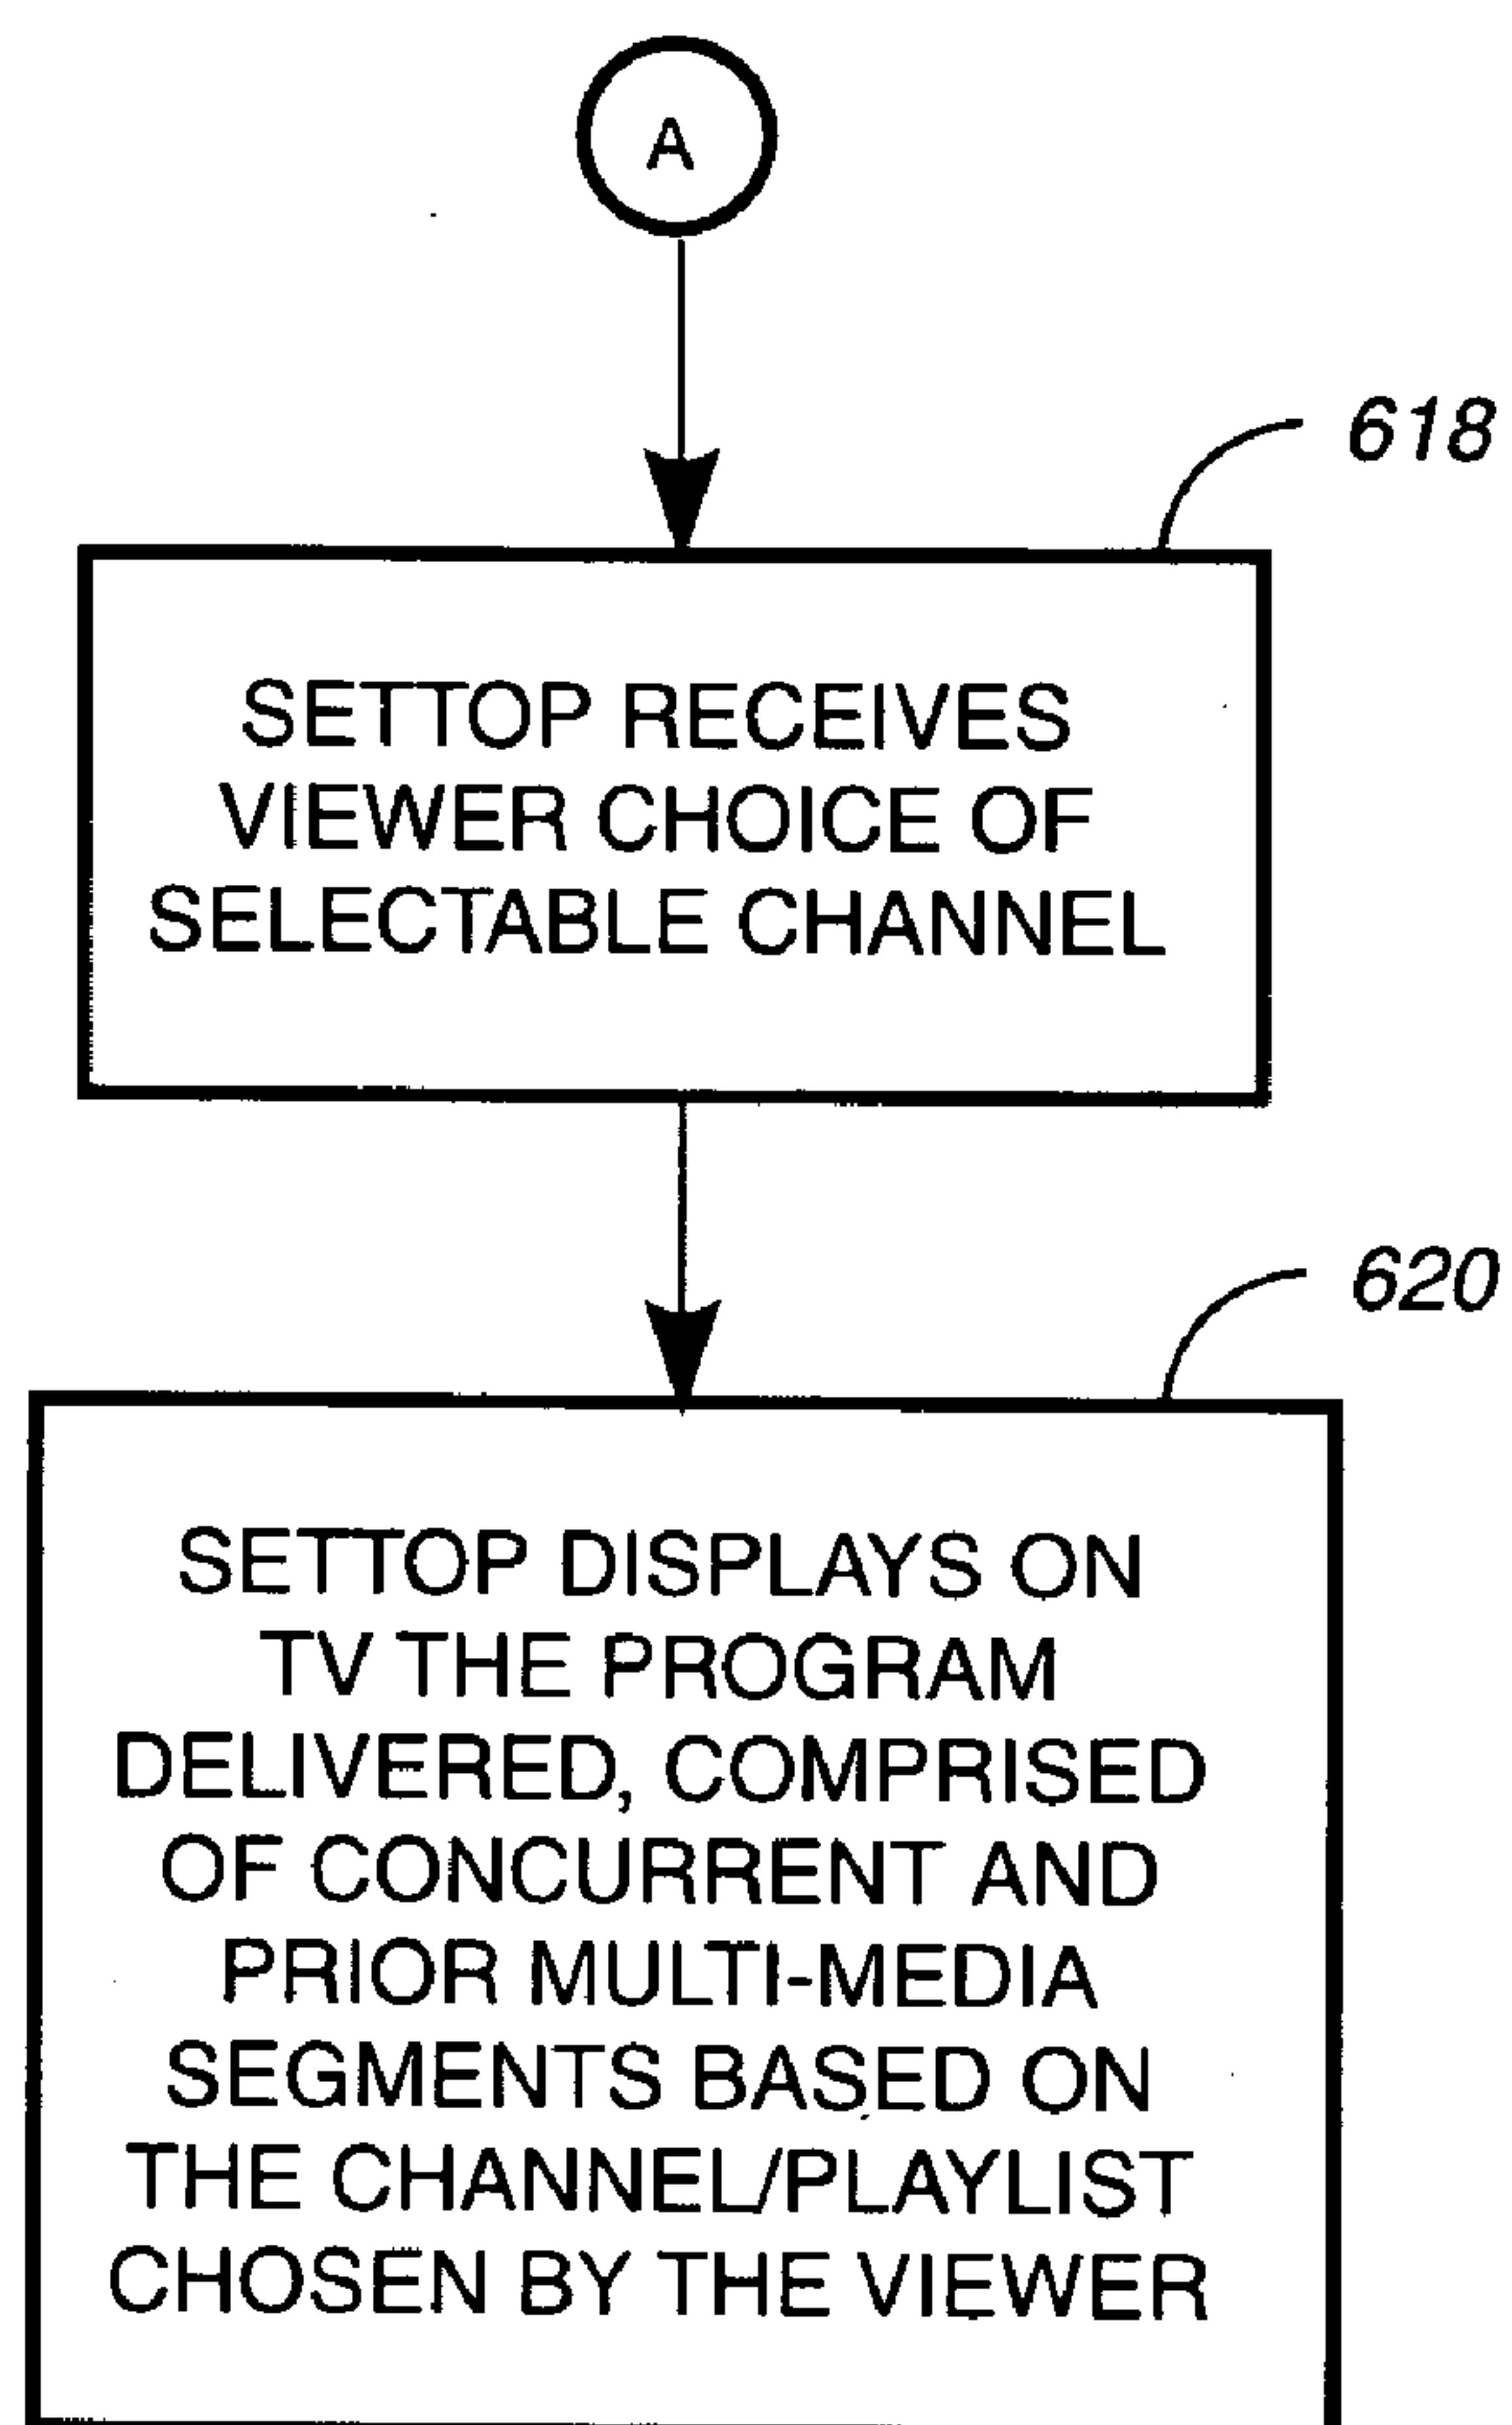 A
618
SETTOP RECEIVES
VIEWER CHOICE OF
SELECTABLE CHANNEL
620
SETTOP DISPLAYS ON
TV THE PROGRAM
DELIVERED, COMPRISED
OF CONCURRENT AND
PRIOR MULTI-MEDIA
SEGMENTS BASED ON
THE CHANNEL/PLAYLIST
CHOSEN BY THE VIEWER